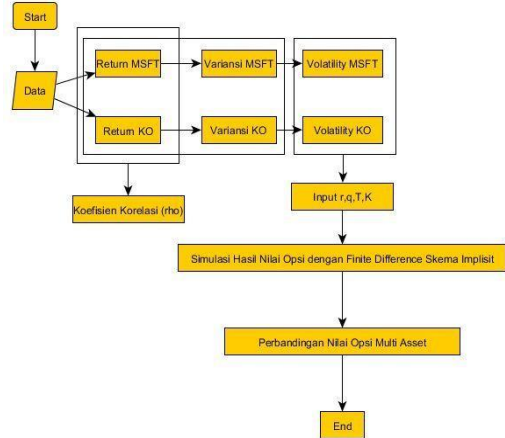 Start
Data
Return MSFT
Variansi MSFT
Volatility MSFT
Return KO
Variansi KO
Volatility KO
Koefisien Korelasi (rho)
Input r,q,T,K
Simulasi Hasil Nilai Opsi dengan Finite Difference Skema Implisit
Perbandingan Nilai Opsi Multi Asset
End